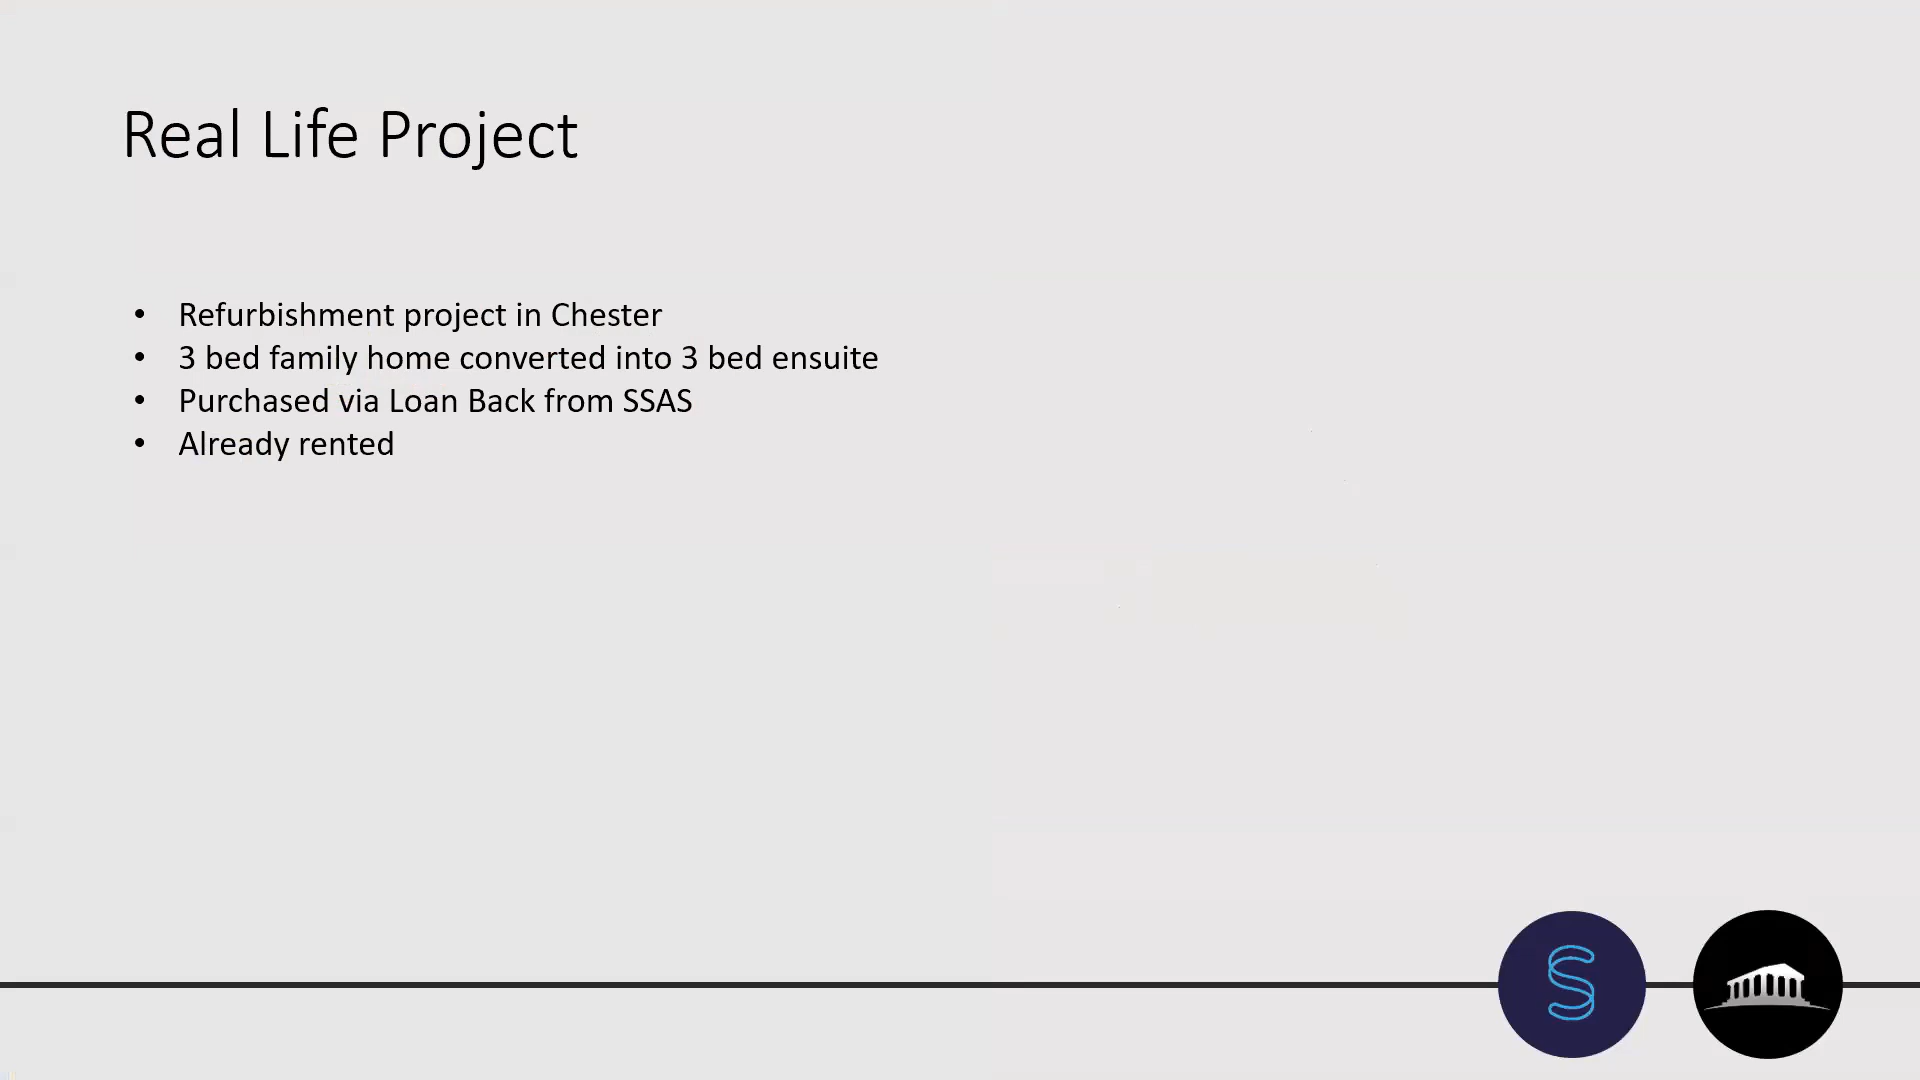 Real Life Project
• Refurbishment project in Chester
• 3 bed family home converted into 3 bed ensuite
• Purchased via Loan Back from SSAS
• Already rented
S